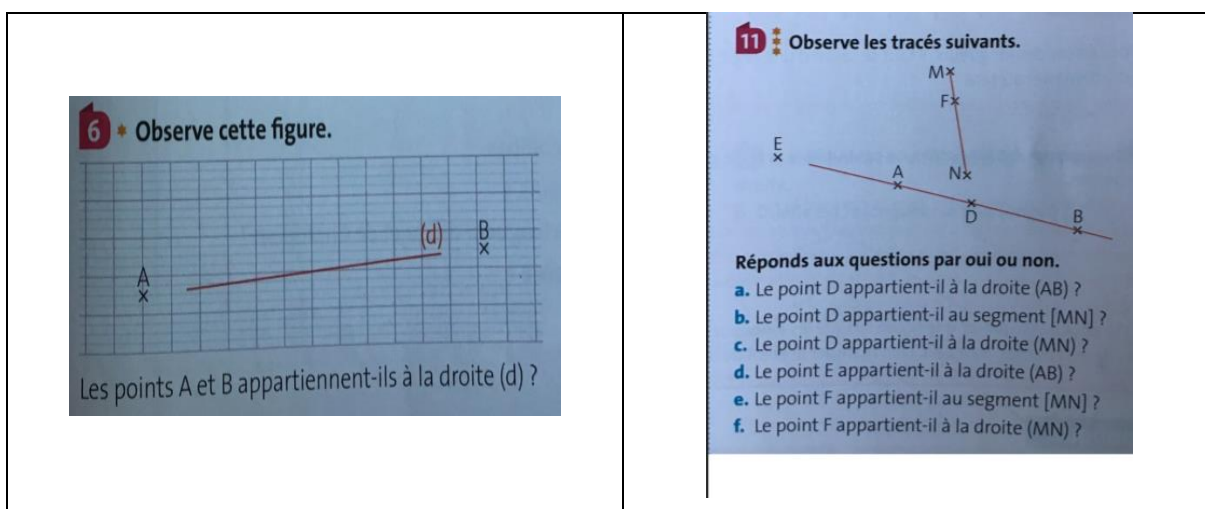 6 Observe cette figure.
(d)
B
A
Les points A et B appartiennent-ils à la droite (d) ?
11 Observe les tracés suivants.
M
F
E
A
N
D
B
Réponds aux questions par oui ou non.
a. Le point D appartient-il à la droite (AB) ?
b. Le point D appartient-il au segment [MN] ?
c. Le point D appartient-il à la droite (MN) ?
d. Le point E appartient-il à la droite (AB) ?
e. Le point F appartient-il au segment [MN] ?
f. Le point F appartient-il à la droite (MN) ?